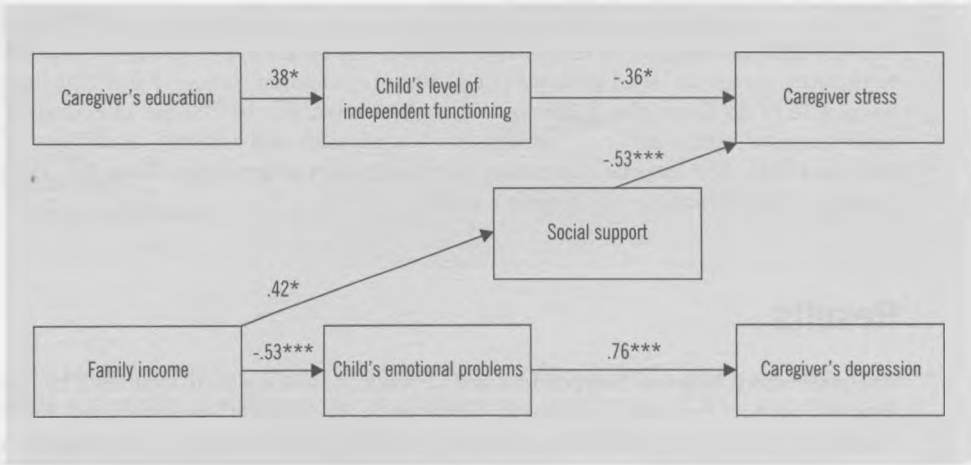 .38*
-.36*
Caregiver's education
Child's level of
independent functioning
Caregiver stress
-.53***
Social support
.42*
-.53***
.76***
Family income
Child's emotional problems
Caregiver's depression
Results